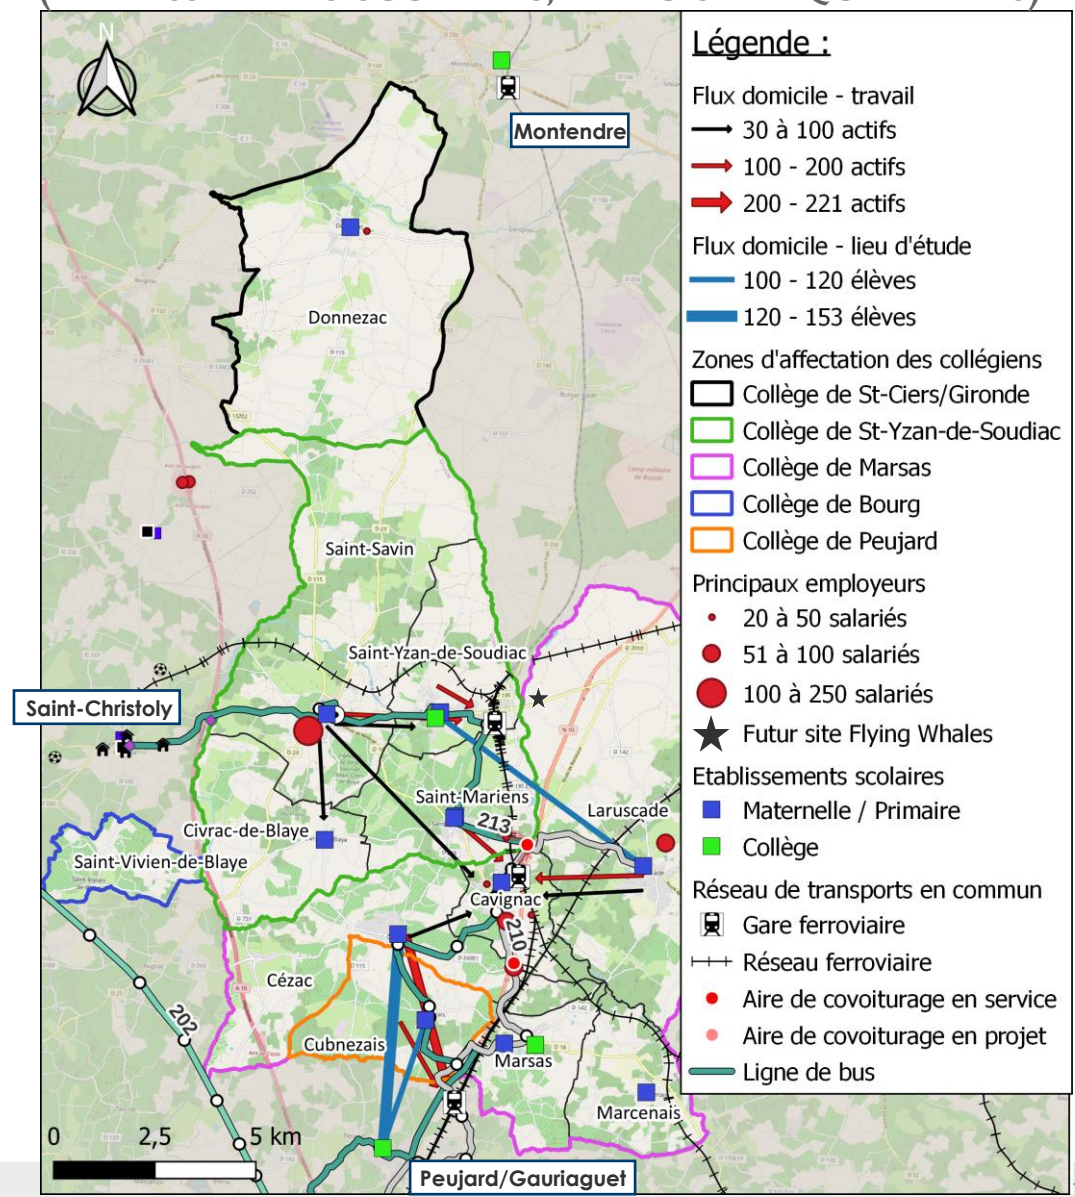 N
Montendre
Donnezac
Saint-Savin
Saint-Yzan-de-Soudiac
Saint-Christoly
Saint-Mariens
Laruscade
213
Civrac-de-Blaye
Saint-Vivien-de-Blaye
Cavignac
210
Cézac
202
Cubnezais
Marsas
Marcenais
0 2,5 5 km
Peujard/Gauriaguet
Légende :
Flux domicile - travail
30 à 100 actifs
100 - 200 actifs
200 - 221 actifs
Flux domicile - lieu d'étude
100 - 120 élèves
120 - 153 élèves
Zones d'affectation des collégiens
Collège de St-Ciers/Gironde
Collège de St-Yzan-de-Soudiac
Collège de Marsas
Collège de Bourg
Collège de Peujard
Principaux employeurs
20 à 50 salariés
51 à 100 salariés
100 à 250 salariés
Futur site Flying Whales
Etablissements scolaires
Maternelle / Primaire
Collège
Réseau de transports en commun
Gare ferroviaire
Réseau ferroviaire
Aire de covoiturage en service
Aire de covoiturage en projet
Ligne de bus